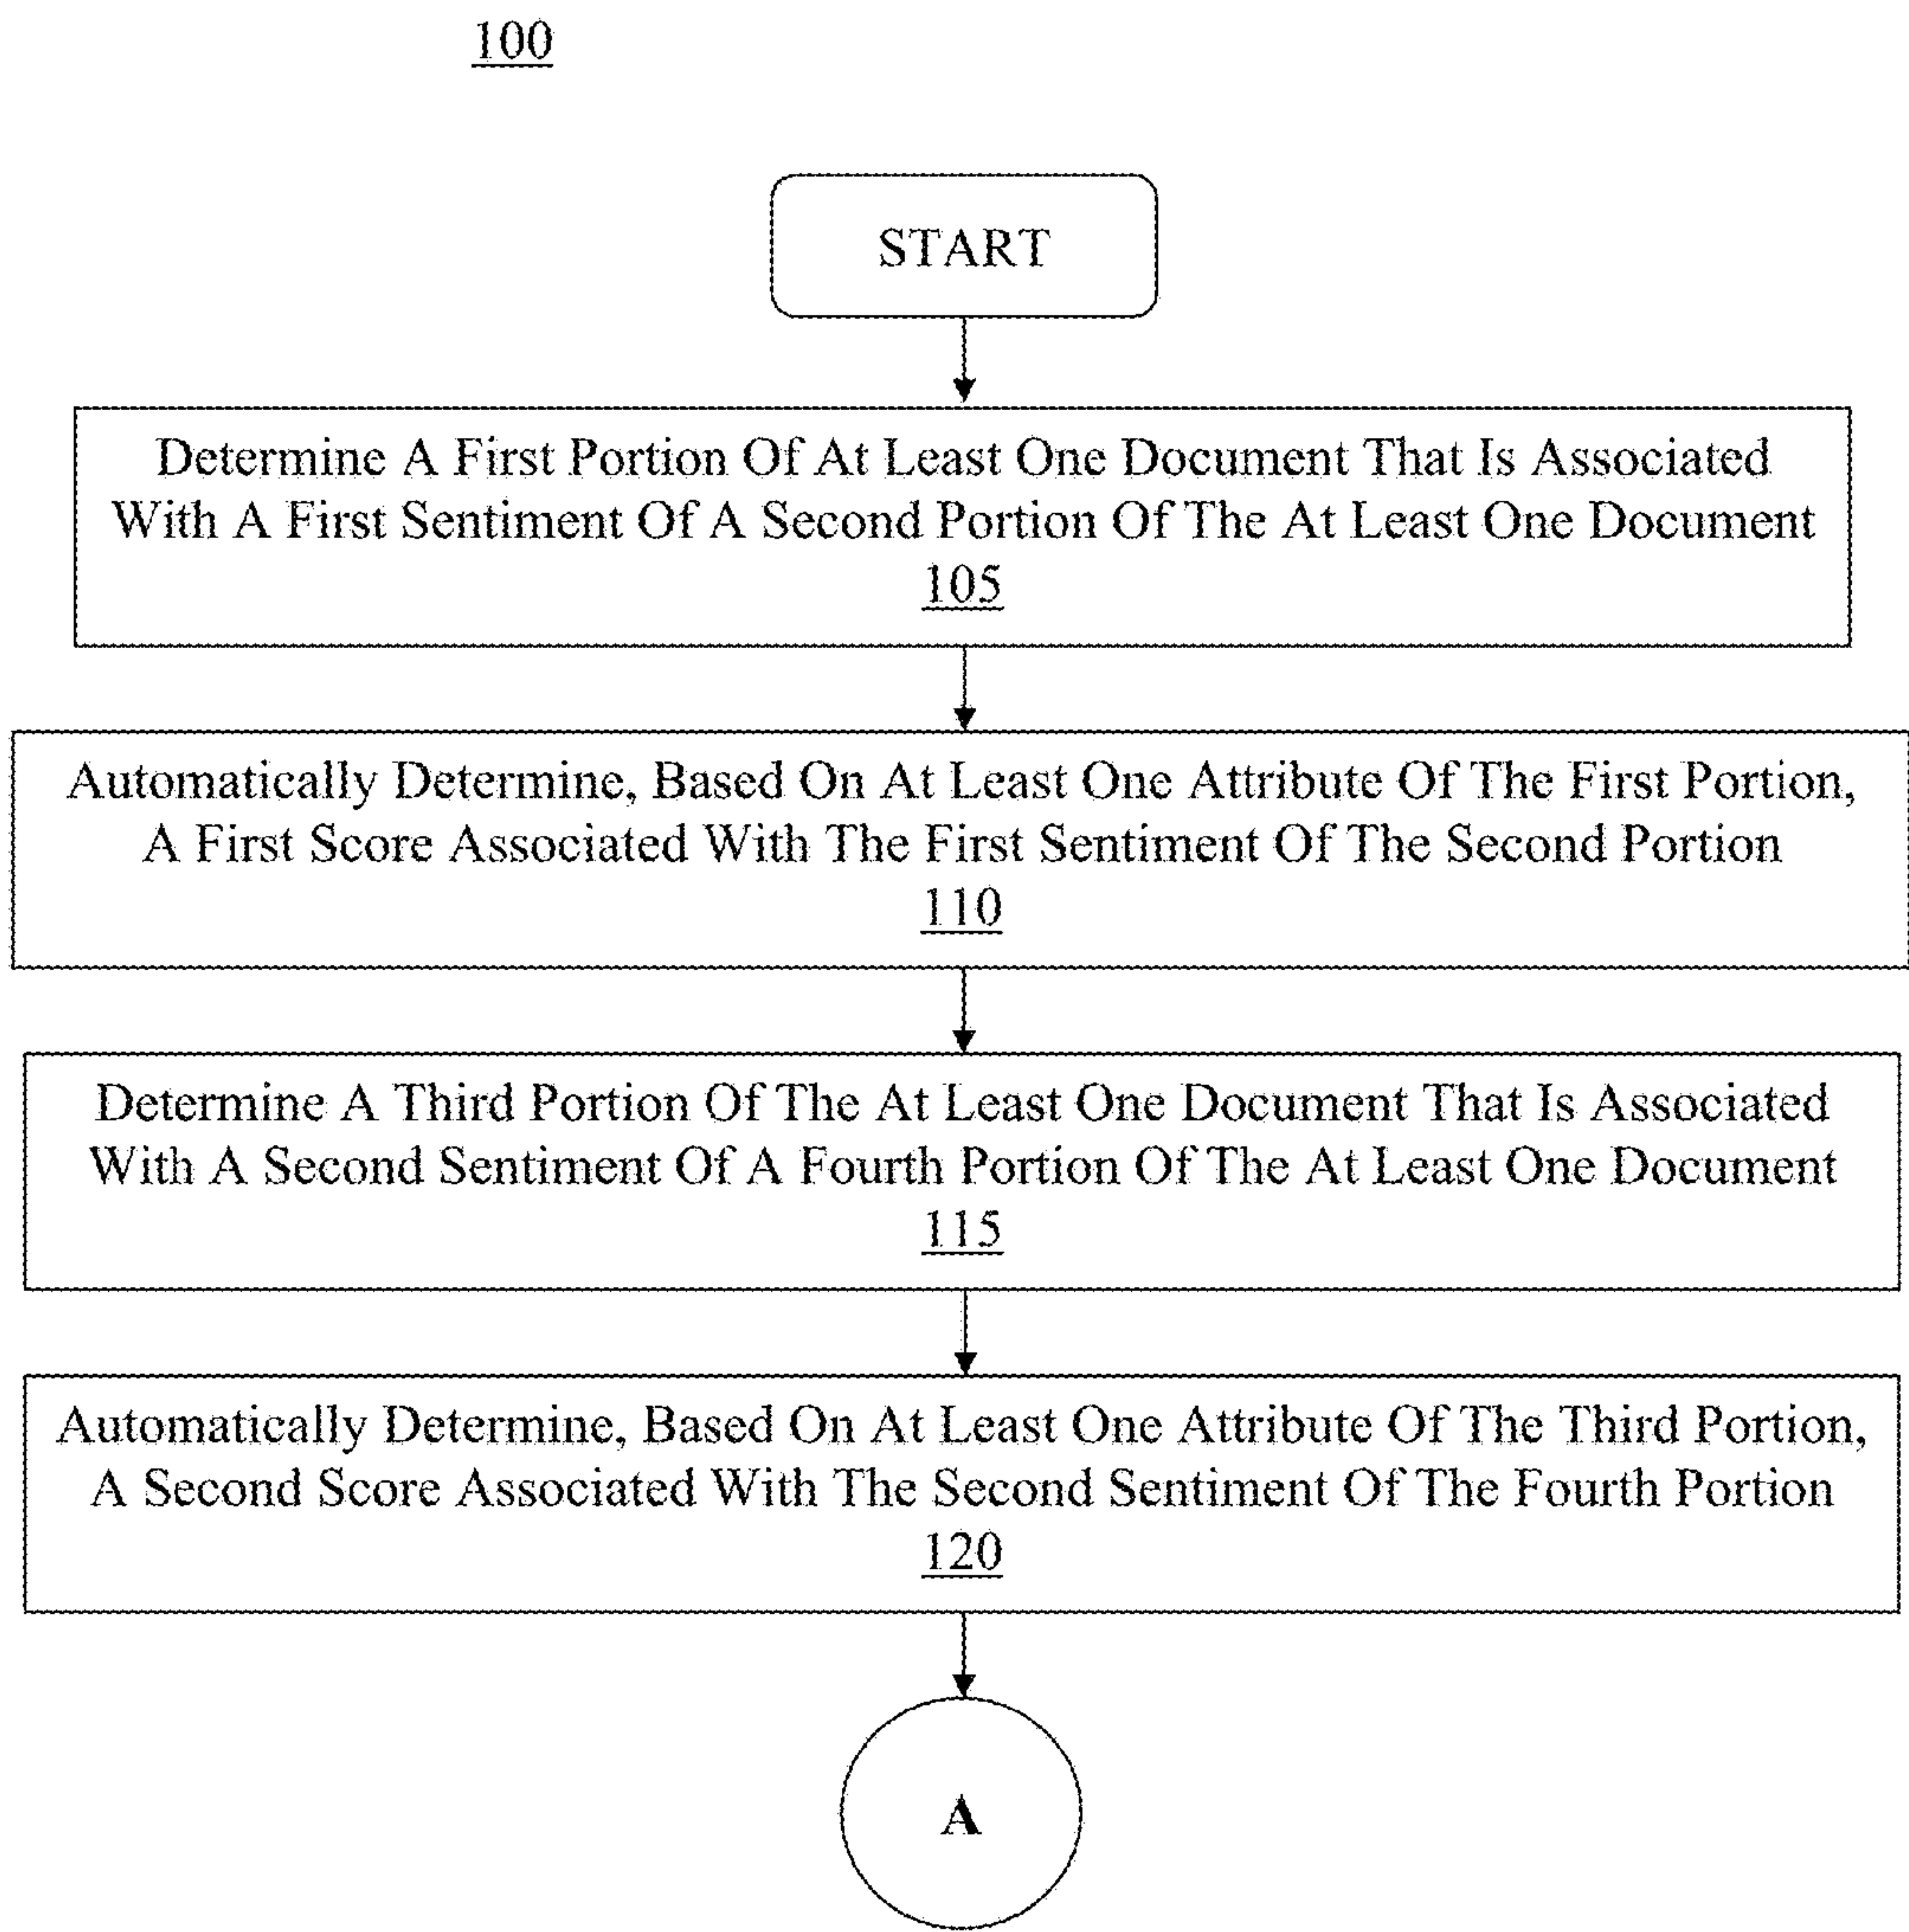 100
START
Determine A First Portion Of At Least One Document That Is Associated
With A First Sentiment Of A Second Portion Of The At Least One Document
105
Automatically Determine, Based On At Least One Attribute Of The First Portion,
A First Score Associated With The First Sentiment Of The Second Portion
110
Determine A Third Portion Of The At Least One Document That Is Associated
With A Second Sentiment Of A Fourth Portion Of The At Least One Document
115
Automatically Determine, Based On At Least One Attribute Of The Third Portion,
A Second Score Associated With The Second Sentiment Of The Fourth Portion
120
A